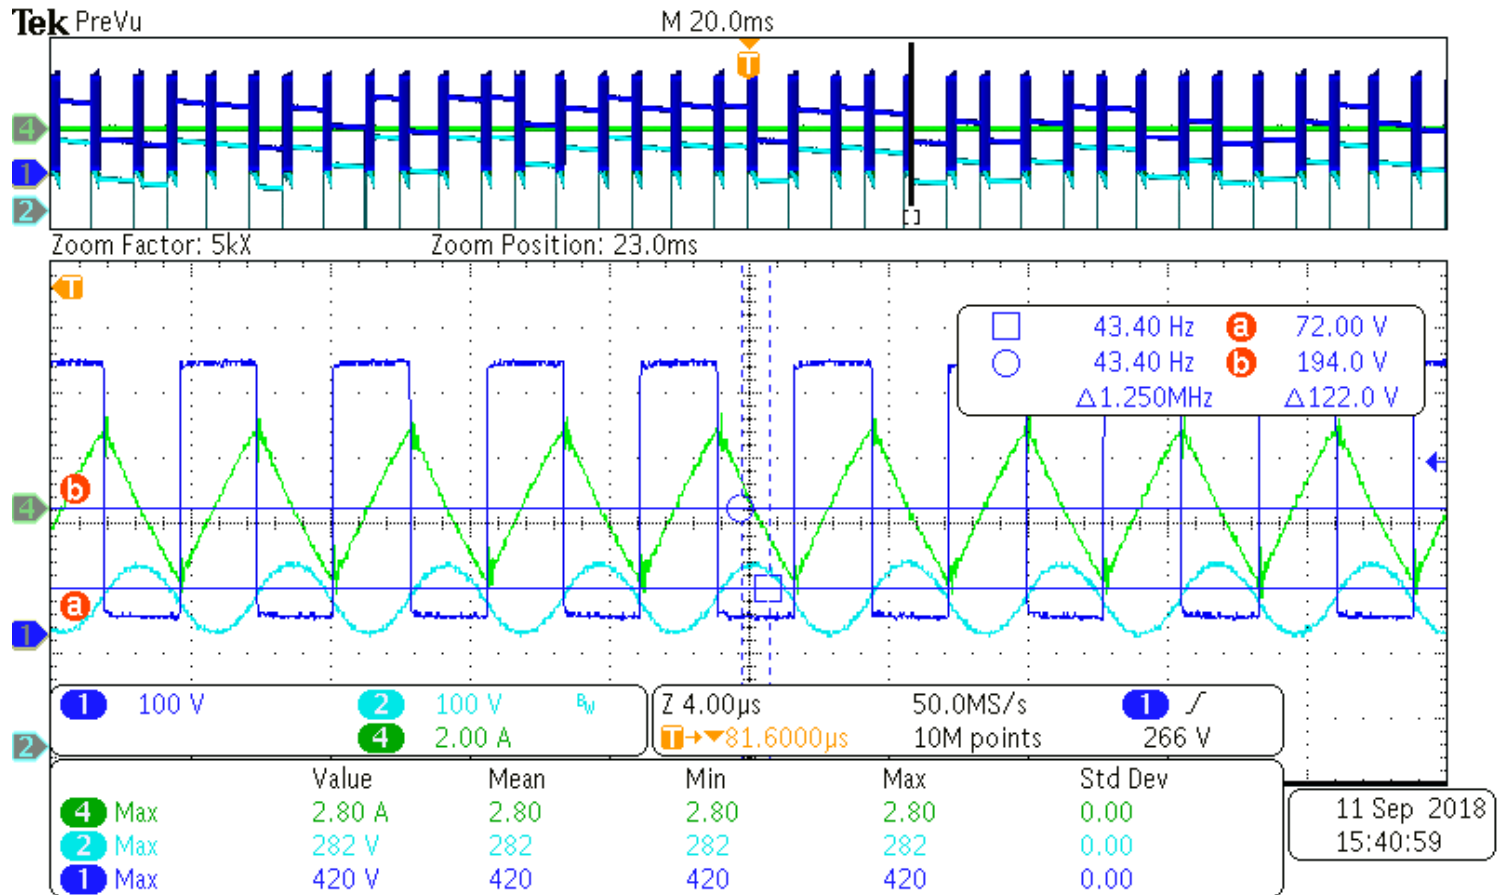 Tek PreVu M 20.0ms
T
4
1
2
Zoom Factor: 5kX Zoom Position: 23.0ms
T
43.40 Hz a 72.00 V
43.40 Hz b 194.0 V
Δ1.250MHz Δ122.0 V
b
4
a
1
2
1 100 V 2 100 V BW
4 2.00 A
Z 4.00µs 50.0MS/s 1
T→▼81.6000µs 10M points 266 V
Value Mean Min Max Std Dev
4 Max 2.80 A 2.80 2.80 2.80 0.00
2 Max 282 V 282 282 282 0.00
1 Max 420 V 420 420 420 0.00
11 Sep 2018
15:40:59